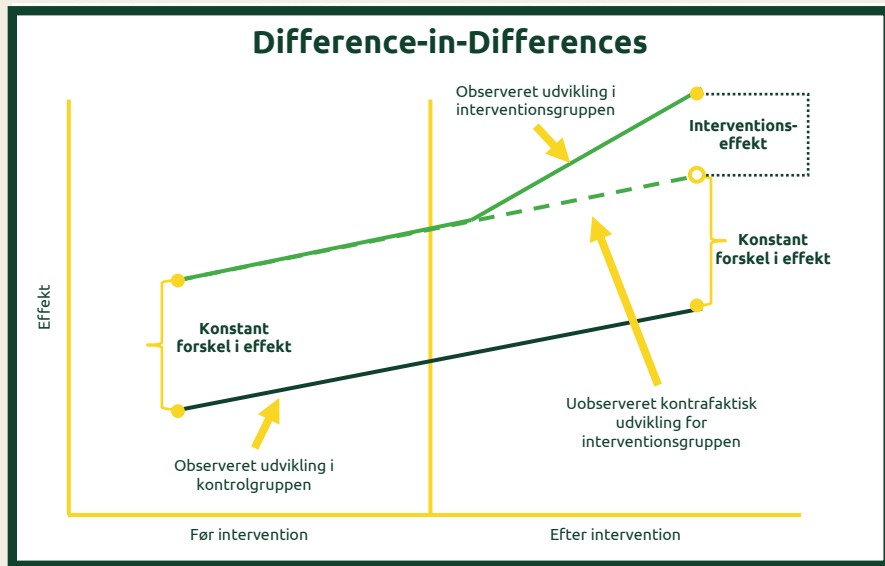 Difference-in-Differences
Observeret udvikling i
interventionsgruppen
Interventions-
effekt
Konstant
forskel i effekt
Effekt
Konstant
forskel i effekt
Uobserveret kontrafaktisk
udvikling for
interventionsgruppen
Observeret udvikling i
kontrolgruppen
Før intervention
Efter intervention